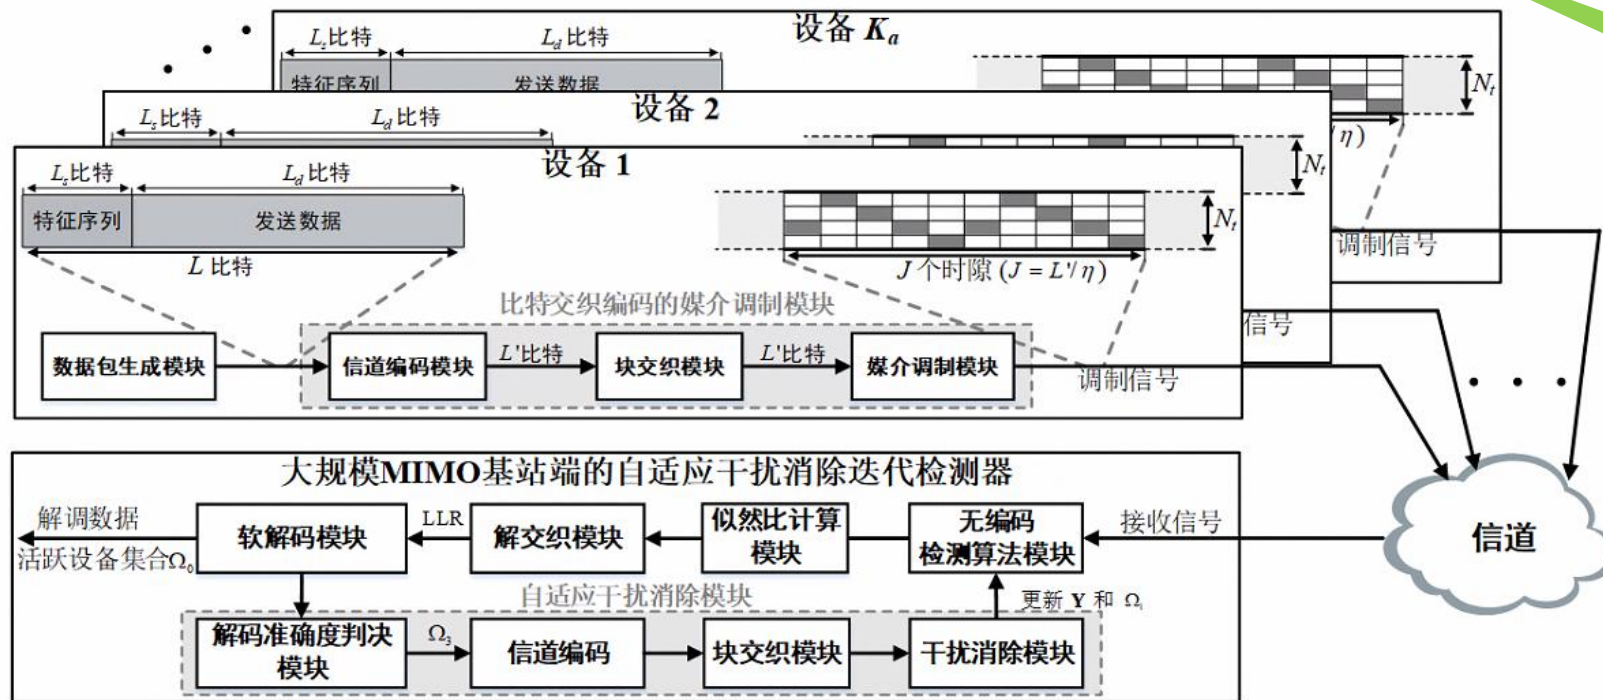 设备 Kₐ
Lₛ比特
L_d 比特
特征序列
发送数据
Nₜ
/η)
设备 2
Lₛ比特
L_d 比特
Nₜ
设备 1
Lₛ比特
L_d 比特
特征序列
发送数据
L 比特
Nₜ
J 个时隙 (J = L'/η)
调制信号
信号
比特交织编码的媒介调制模块
数据包生成模块
信道编码模块
L'比特
块交织模块
L'比特
媒介调制模块
调制信号
大规模MIMO基站端的自适应干扰消除迭代检测器
解调数据
活跃设备集合Ω₀
软解码模块
LLR
解交织模块
似然比计算
模块
无编码
检测算法模块
接收信号
信道
自适应干扰消除模块
更新 Y 和 Ωᵢ
解码准确度判决
模块
Ω₃
信道编码
块交织模块
干扰消除模块